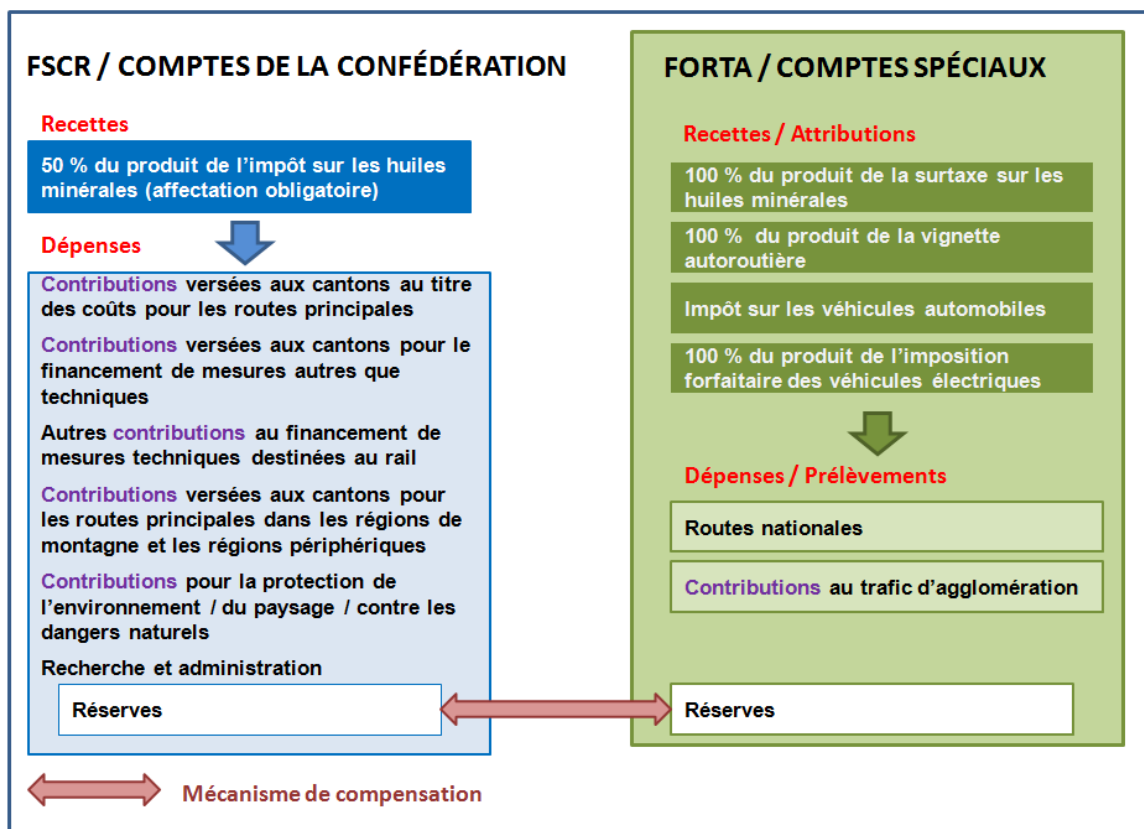 FSCR / COMPTES DE LA CONFÉDÉRATION
Recettes
50 % du produit de l'impôt sur les huiles
minérales (affectation obligatoire)
Dépenses
Contributions versées aux cantons au titre
des coûts pour les routes principales
Contributions versées aux cantons pour le
financement de mesures autres que
techniques
Autres contributions au financement de
mesures techniques destinées au rail
Contributions versées aux cantons pour
les routes principales dans les régions de
montagne et les régions périphériques
Contributions pour la protection de
l'environnement / du paysage / contre les
dangers naturels
Recherche et administration
Réserves
Mécanisme de compensation
FORTA / COMPTES SPÉCIAUX
Recettes / Attributions
100 % du produit de la surtaxe sur les
huiles minérales
100 % du produit de la vignette
autoroutière
Impôt sur les véhicules automobiles
100 % du produit de l'imposition
forfaitaire des véhicules électriques
Dépenses / Prélèvements
Routes nationales
Contributions au trafic d'agglomération
Réserves